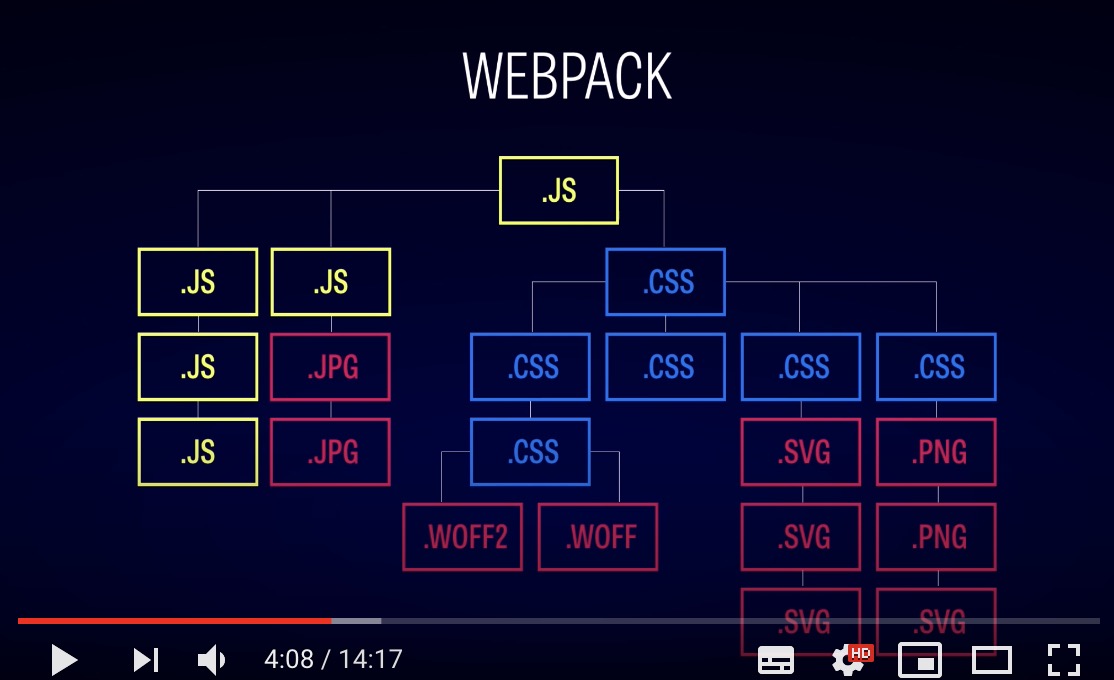 WEBPACK
.JS
.JS .JS .CSS
.JS .JPG .CSS .CSS .CSS .CSS
.JS .JPG .CSS .SVG .PNG
.WOFF2 .WOFF .SVG .PNG
.SVG .SVG
4:08 / 14:17 HD